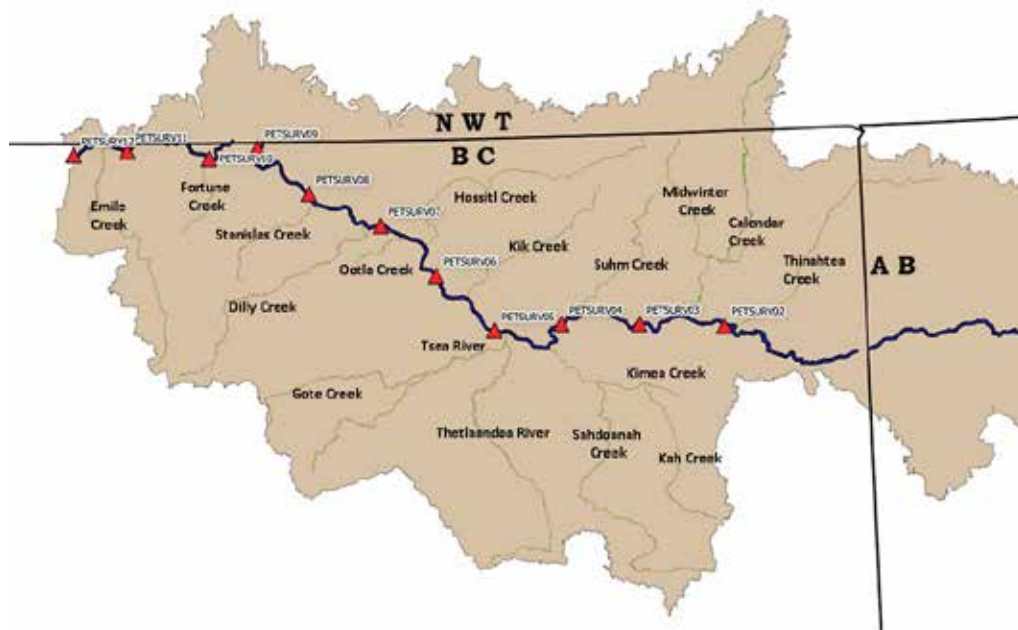 N W T
PETSURV12
PETSURV11
PETSURV09
B C
PETSURV10
PETSURV08
Fortune
Creek
Hossitl Creek
Midwinter
Creek
Emile
Creek
PETSURV07
Calendar
Creek
Stanislas Creek
Kik Creek
Suhm Creek
Thinahtea
Creek
A B
Ootla Creek
PETSURV06
Dilly Creek
PETSURV05
PETSURV04
PETSURV03
PETSURV02
Tsea River
Kimea Creek
Gote Creek
Thetlaandoa River
Sahdoanah
Creek
Kah Creek